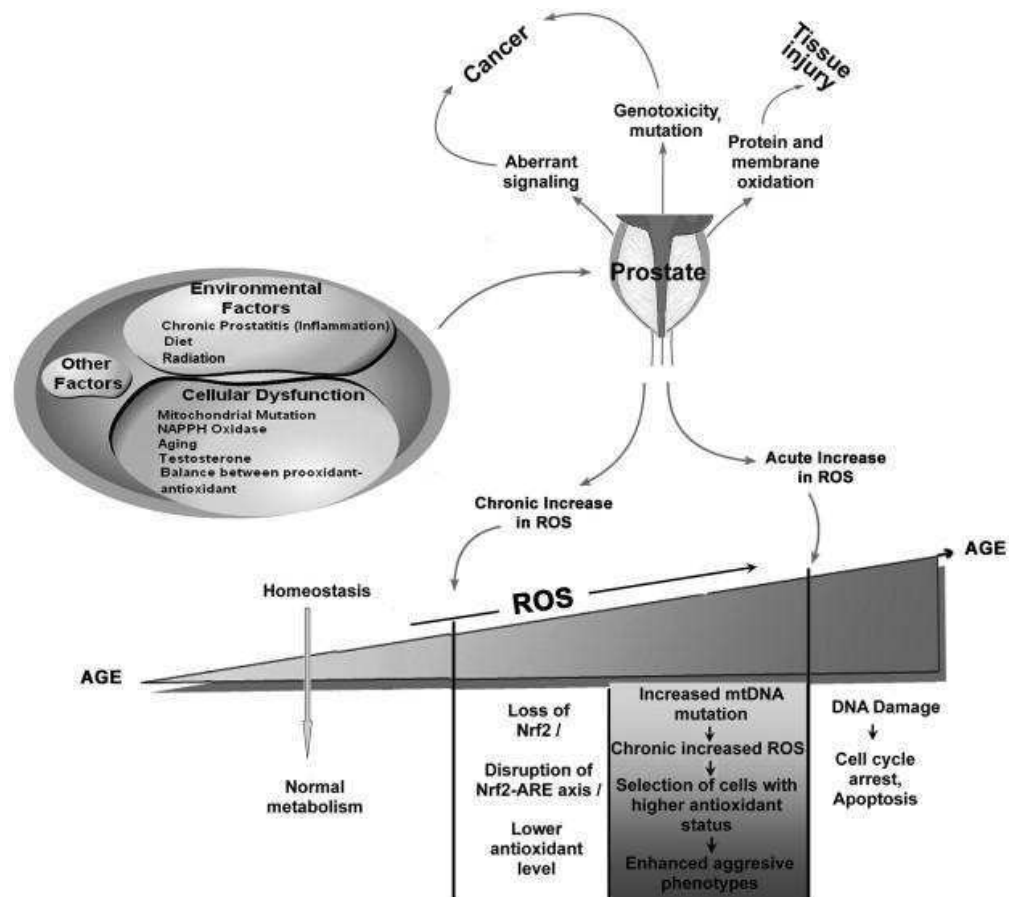 Cancer
Tissue
injury
Genotoxicity,
mutation
Protein and
membrane
oxidation
Aberrant
signaling
Prostate
Environmental
Factors
Chronic Prostatitis (Inflammation)
Diet
Radiation
Other
Factors
Cellular Dysfunction
Mitochondrial Mutation
NAPPH Oxidase
Aging
Testosterone
Balance between prooxidant-
antioxidant
Acute Increase
in ROS
Chronic Increase
in ROS
AGE
Homeostasis
ROS
AGE
Normal
metabolism
Loss of
Nrf2 /
Disruption of
Nrf2-ARE axis /
Lower
antioxidant
level
Increased mtDNA
mutation
Chronic increased ROS
Selection of cells with
higher antioxidant
status
Enhanced aggresive
phenotypes
DNA Damage
Cell cycle
arrest,
Apoptosis